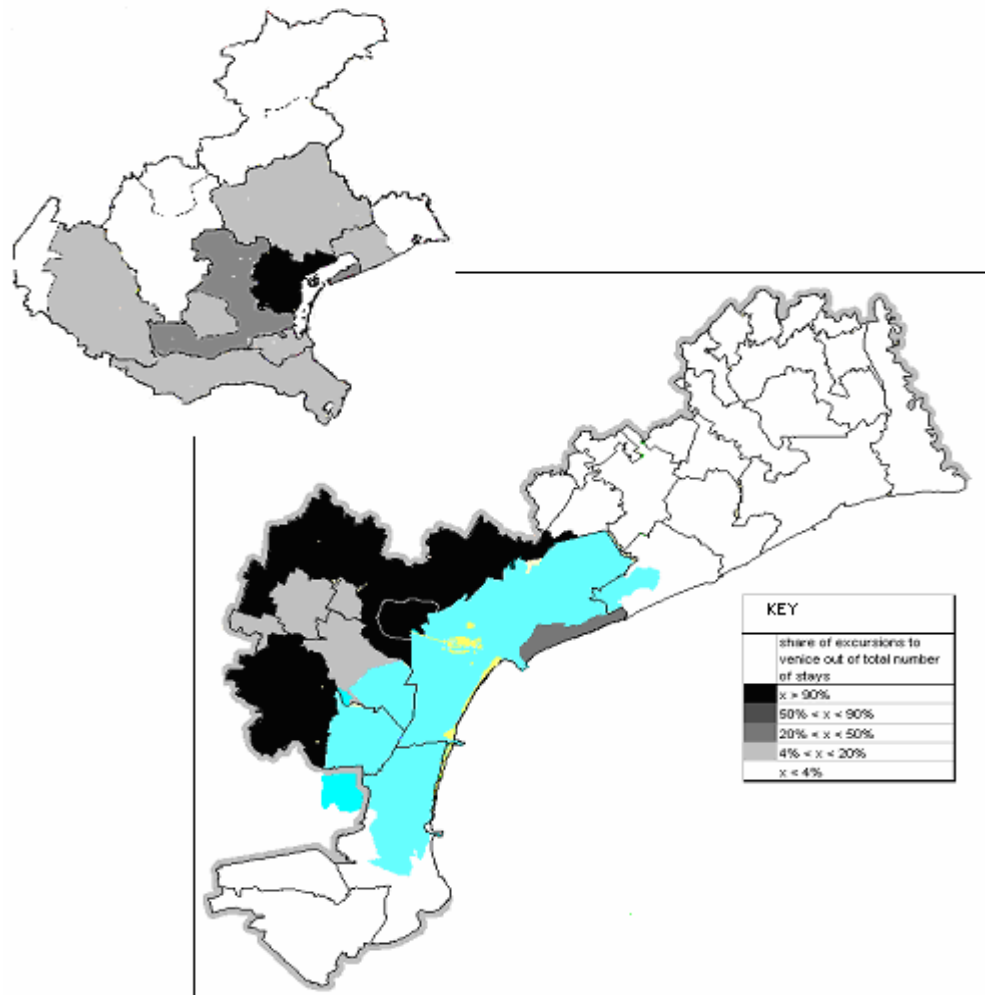 KEY
share of excursions to
venice out of total number
of stays
x > 90%
50% < x < 90%
20% < x < 50%
4% < x < 20%
x < 4%